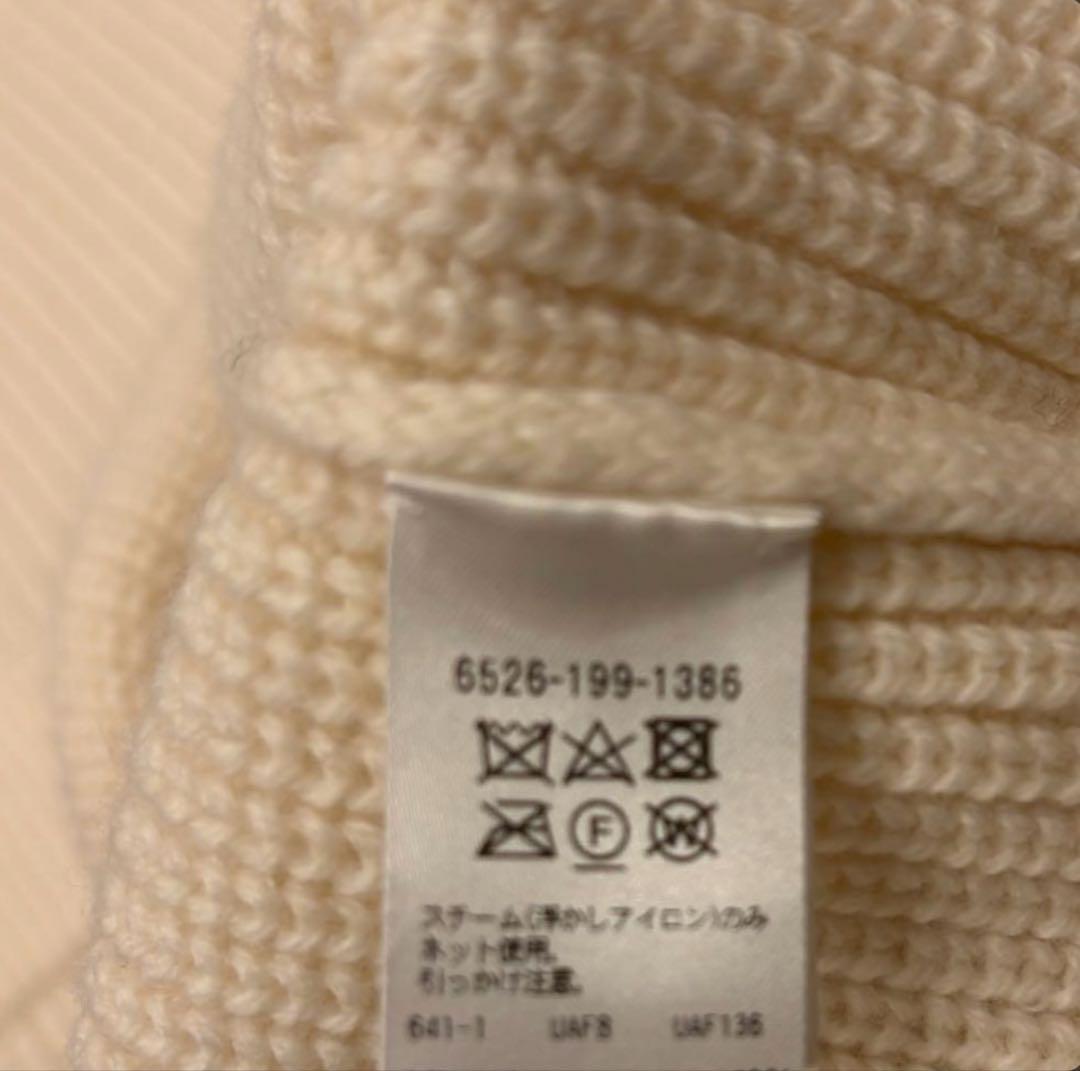 6526-199-1386
F W
スチーム(浮かしアイロン)のみ
ネット使用。
引っかけ注意。
641-1 UAF8 UAF136